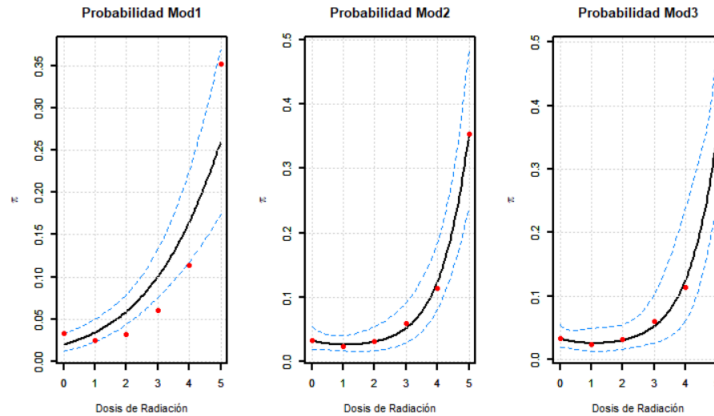 Probabilidad Mod1
0.00 0.05 0.10 0.15 0.20 0.25 0.30 0.35
π
0 1 2 3 4 5
Dosis de Radiación
Probabilidad Mod2
0.0 0.1 0.2 0.3 0.4 0.5
π
0 1 2 3 4 5
Dosis de Radiación
Probabilidad Mod3
0.0 0.1 0.2 0.3 0.4 0.5
π
0 1 2 3 4
Dosis de Radiación